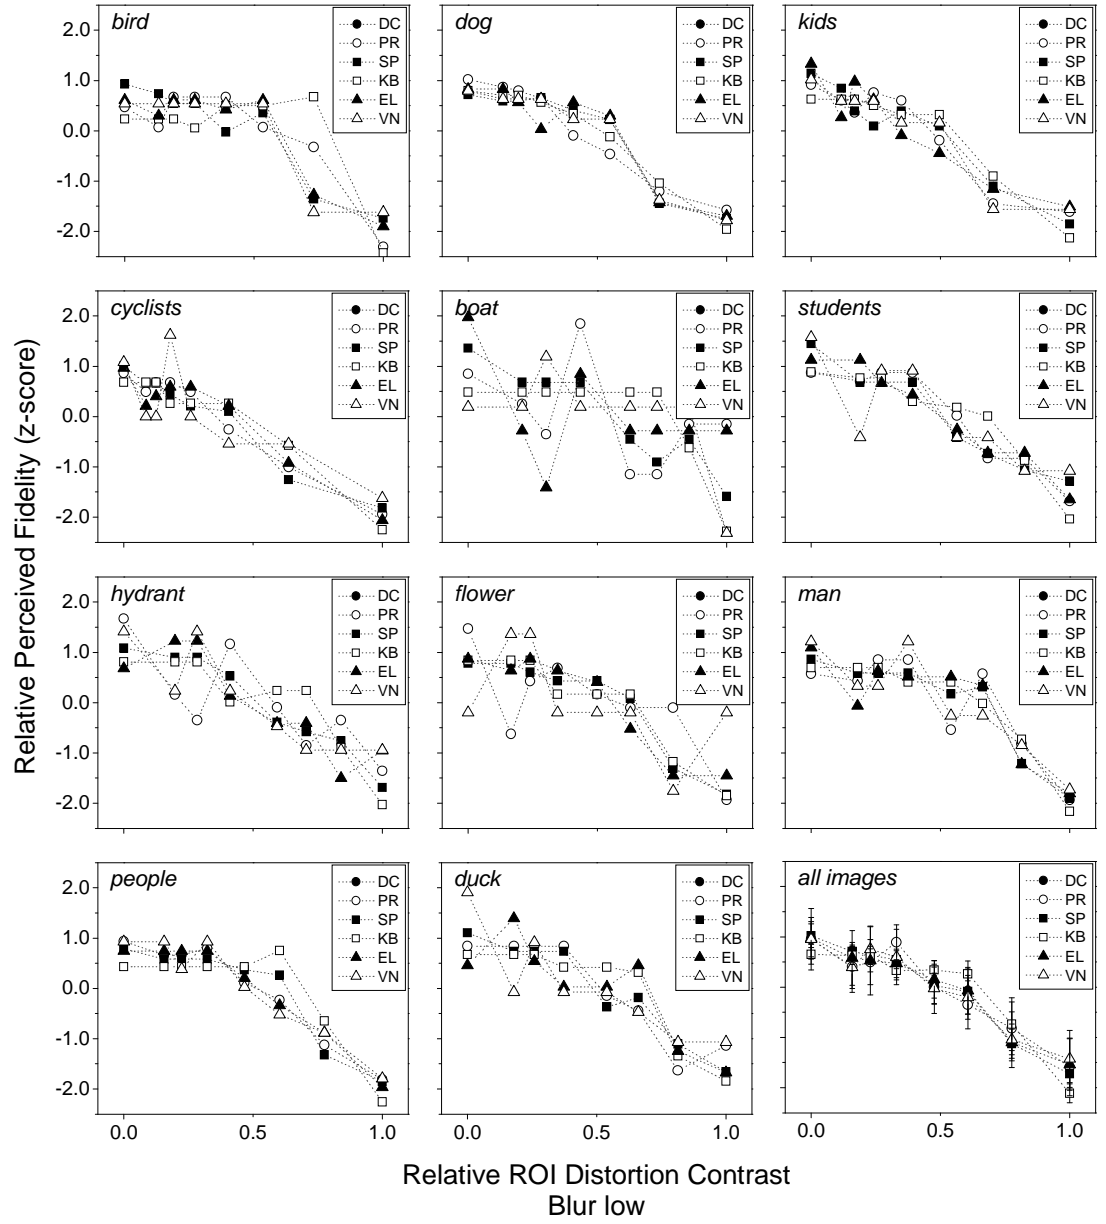 bird
DC
PR
SP
KB
EL
VN
2.0
1.0
0.0
-1.0
-2.0
dog
DC
PR
SP
KB
EL
VN
kids
DC
PR
SP
KB
EL
VN
cyclists
DC
PR
SP
KB
EL
VN
2.0
1.0
0.0
-1.0
-2.0
boat
DC
PR
SP
KB
EL
VN
students
DC
PR
SP
KB
EL
VN
Relative Perceived Fidelity (z-score)
hydrant
DC
PR
SP
KB
EL
VN
2.0
1.0
0.0
-1.0
-2.0
flower
DC
PR
SP
KB
EL
VN
man
DC
PR
SP
KB
EL
VN
people
DC
PR
SP
KB
EL
VN
2.0
1.0
0.0
-1.0
-2.0
0.0 0.5 1.0
duck
DC
PR
SP
KB
EL
VN
0.0 0.5 1.0
all images
DC
PR
SP
KB
EL
VN
0.0 0.5 1.0
Relative ROI Distortion Contrast
Blur low